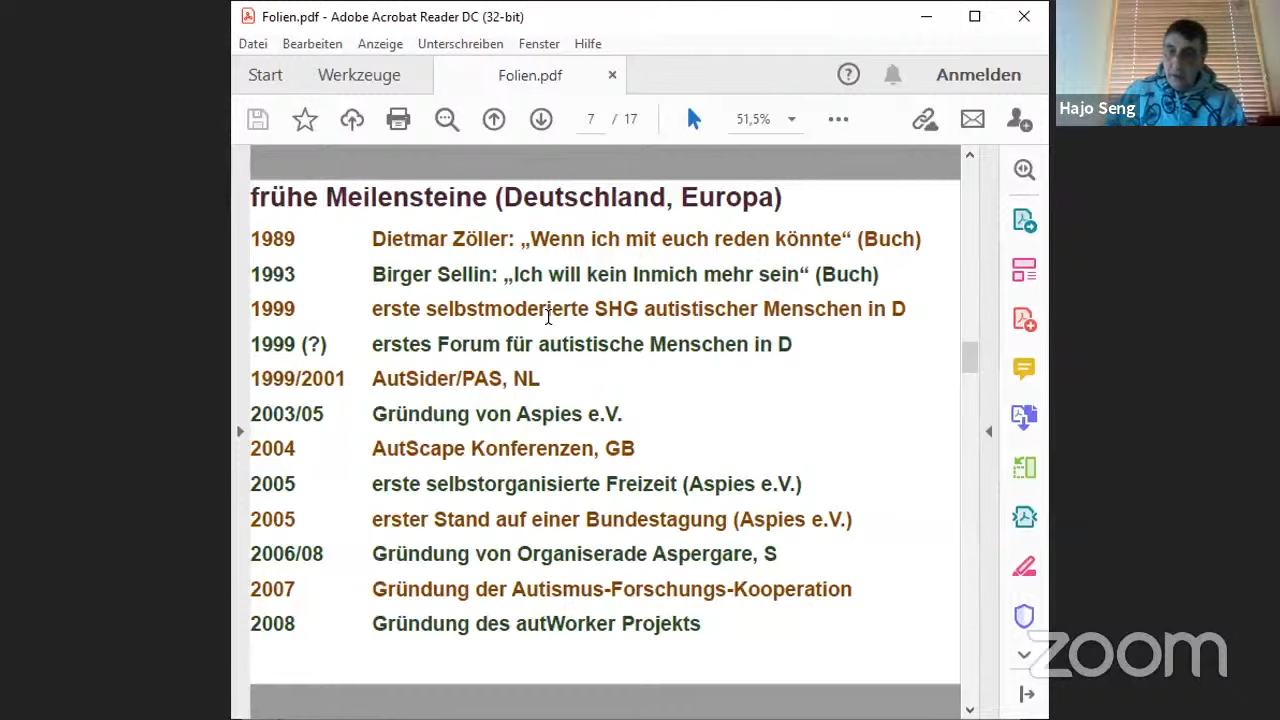 Folien.pdf - Adobe Acrobat Reader DC (32-bit)
Datei Bearbeiten Anzeige Unterschreiben Fenster Hilfe
Start Werkzeuge Folien.pdf × Anmelden
7 / 17 51,5%
Hajo Seng
frühe Meilensteine (Deutschland, Europa)
1989 Dietmar Zöller: „Wenn ich mit euch reden könnte“ (Buch)
1993 Birger Sellin: „Ich will kein Inmich mehr sein“ (Buch)
1999 erste selbstmoderierte SHG autistischer Menschen in D
1999 (?) erstes Forum für autistische Menschen in D
1999/2001 AutSider/PAS, NL
2003/05 Gründung von Aspies e.V.
2004 AutScape Konferenzen, GB
2005 erste selbstorganisierte Freizeit (Aspies e.V.)
2005 erster Stand auf einer Bundestagung (Aspies e.V.)
2006/08 Gründung von Organiserade Aspergare, S
2007 Gründung der Autismus-Forschungs-Kooperation
2008 Gründung des autWorker Projekts
zoom